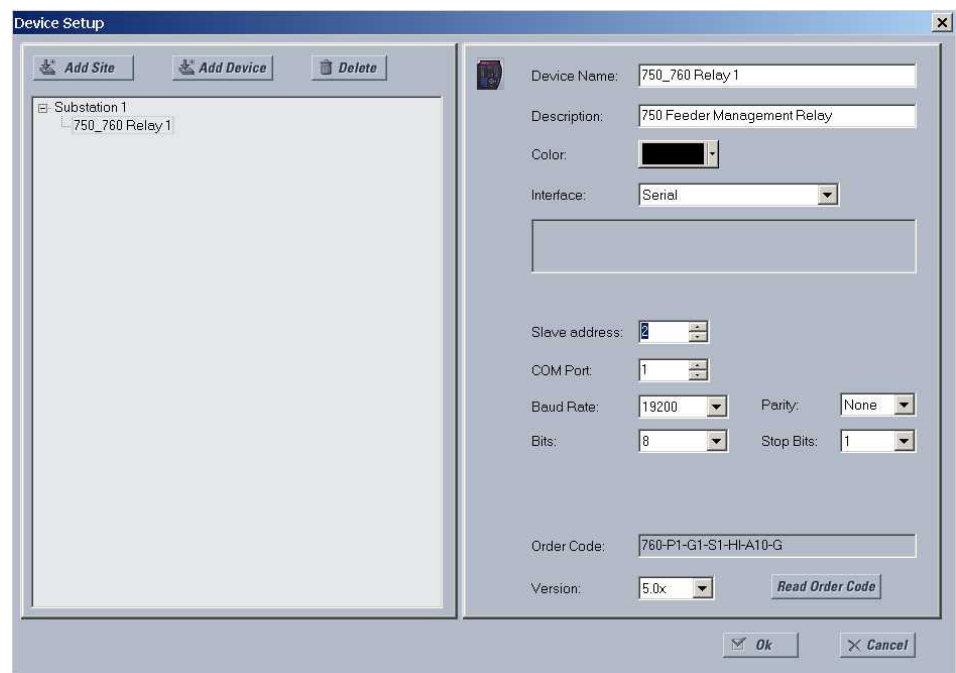 Device Setup
Add Site Add Device Delete
Substation 1
750_760 Relay 1
Device Name: 750_760 Relay 1
Description: 750 Feeder Management Relay
Color:
Interface: Serial
Slave address: 2
COM Port: 1
Baud Rate: 19200 Parity: None
Bits: 8 Stop Bits: 1
Order Code: 760-P1-G1-S1-HI-A10-G
Version: 5.0x Read Order Code
Ok Cancel